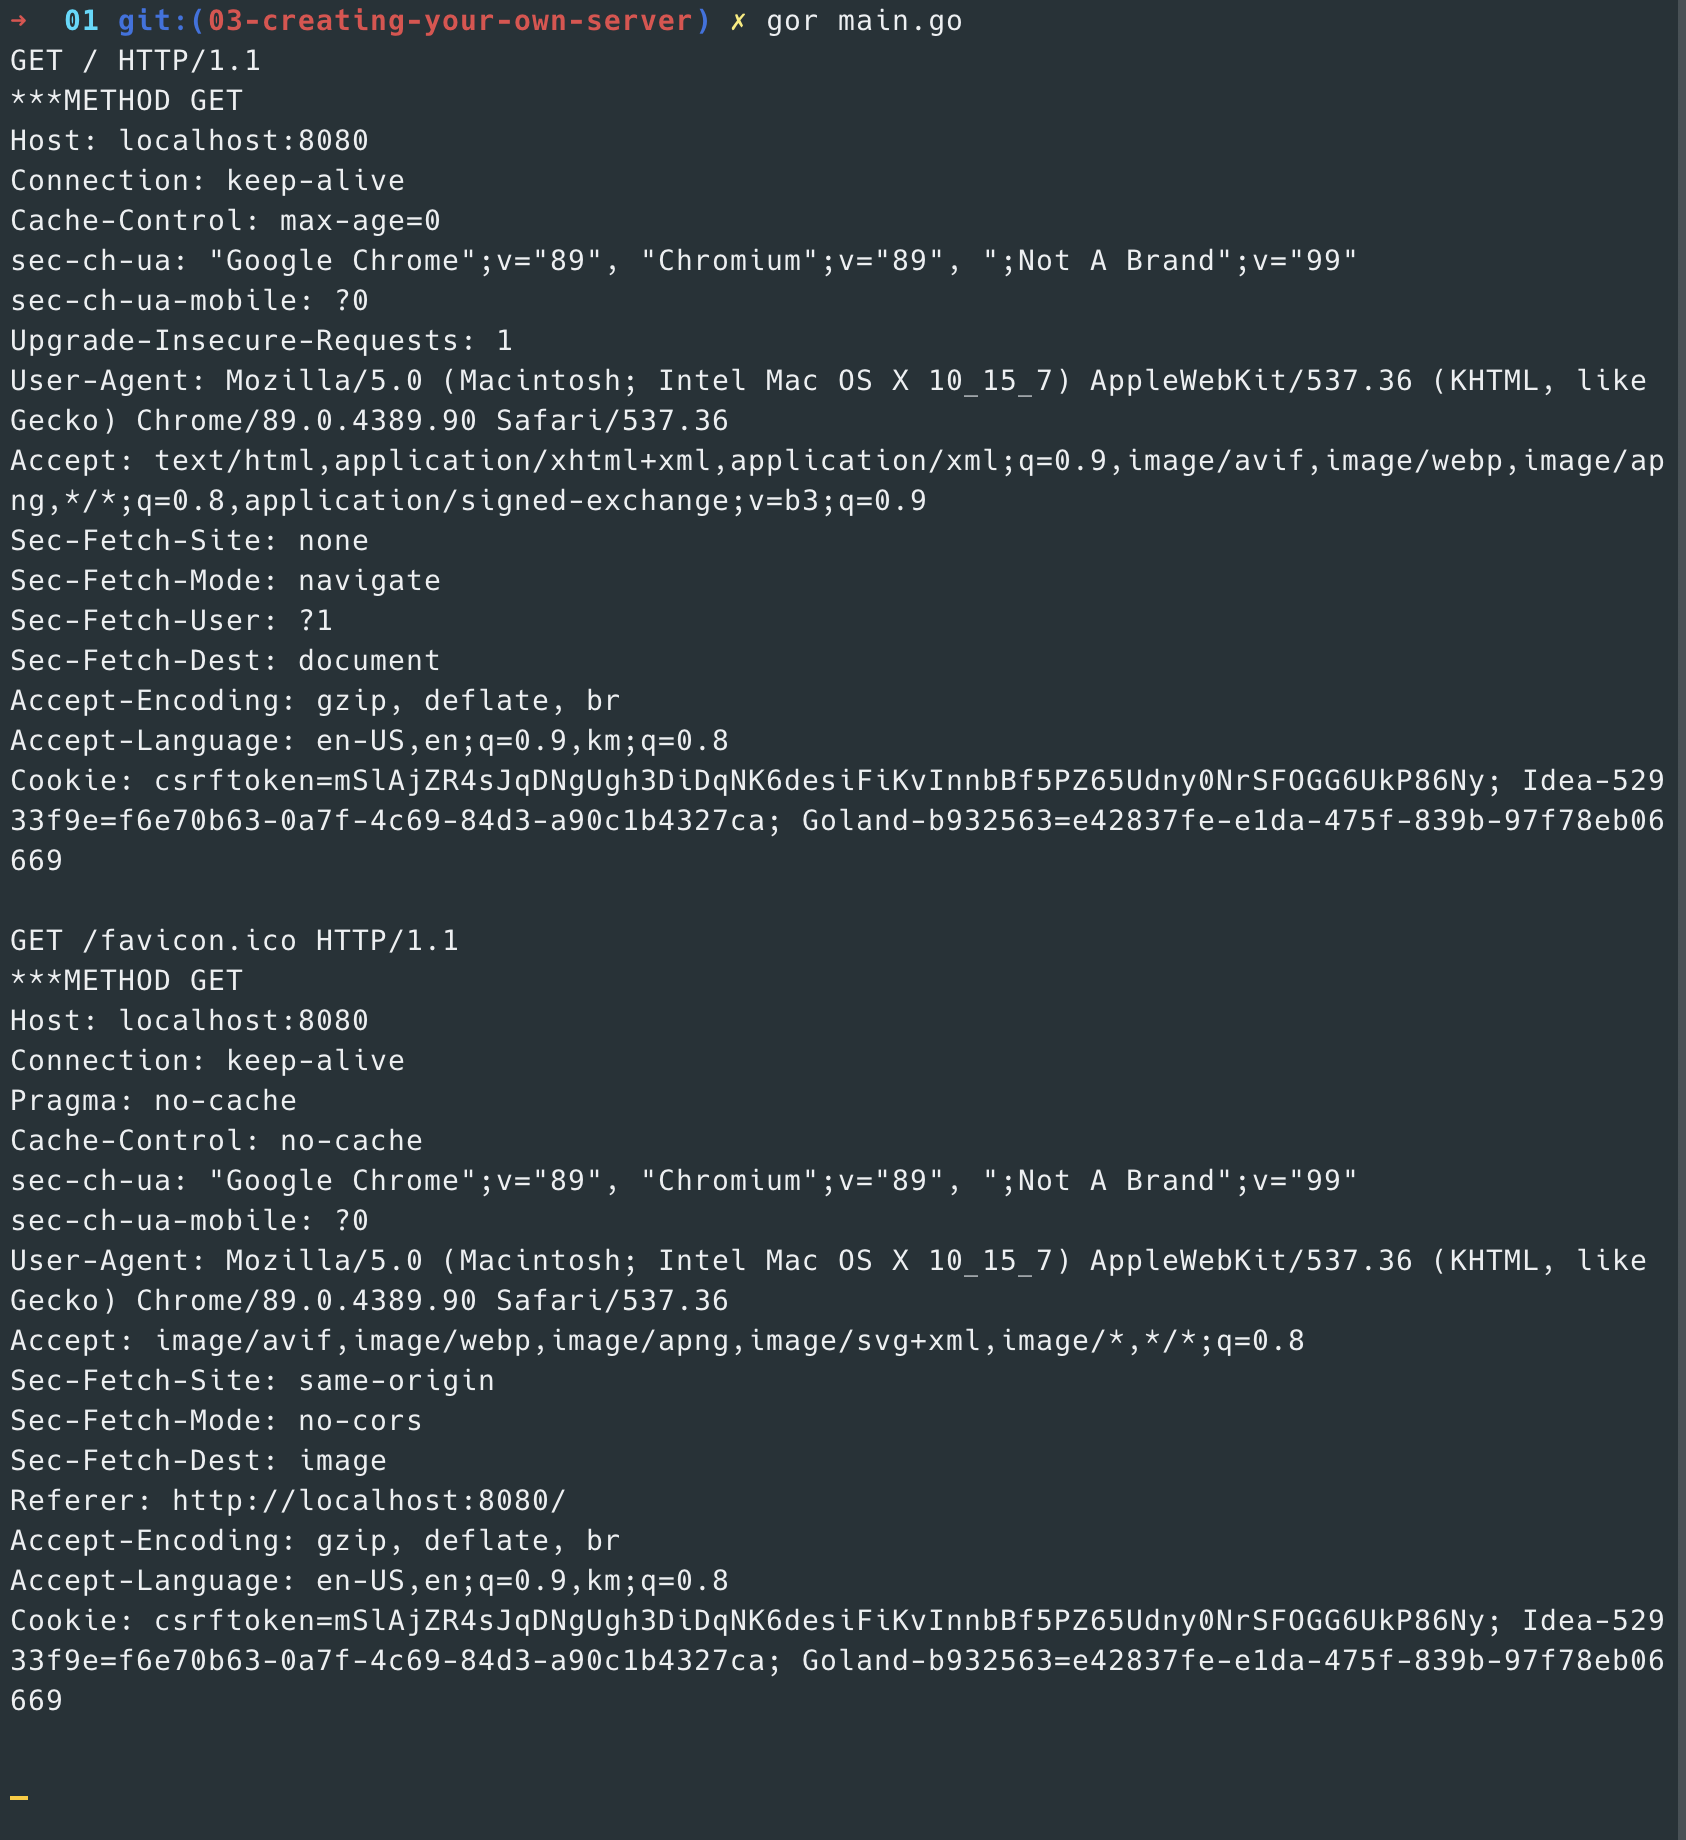 ➜  01 git:(03-creating-your-own-server) ✗ gor main.go
GET / HTTP/1.1
***METHOD GET
Host: localhost:8080
Connection: keep-alive
Cache-Control: max-age=0
sec-ch-ua: "Google Chrome";v="89", "Chromium";v="89", ";Not A Brand";v="99"
sec-ch-ua-mobile: ?0
Upgrade-Insecure-Requests: 1
User-Agent: Mozilla/5.0 (Macintosh; Intel Mac OS X 10_15_7) AppleWebKit/537.36 (KHTML, like
Gecko) Chrome/89.0.4389.90 Safari/537.36
Accept: text/html,application/xhtml+xml,application/xml;q=0.9,image/avif,image/webp,image/ap
ng,*/*;q=0.8,application/signed-exchange;v=b3;q=0.9
Sec-Fetch-Site: none
Sec-Fetch-Mode: navigate
Sec-Fetch-User: ?1
Sec-Fetch-Dest: document
Accept-Encoding: gzip, deflate, br
Accept-Language: en-US,en;q=0.9,km;q=0.8
Cookie: csrftoken=mSlAjZR4sJqDNgUgh3DiDqNK6desiFiKvInnbBf5PZ65Udny0NrSFOGG6UkP86Ny; Idea-529
33f9e=f6e70b63-0a7f-4c69-84d3-a90c1b4327ca; Goland-b932563=e42837fe-e1da-475f-839b-97f78eb06
669

GET /favicon.ico HTTP/1.1
***METHOD GET
Host: localhost:8080
Connection: keep-alive
Pragma: no-cache
Cache-Control: no-cache
sec-ch-ua: "Google Chrome";v="89", "Chromium";v="89", ";Not A Brand";v="99"
sec-ch-ua-mobile: ?0
User-Agent: Mozilla/5.0 (Macintosh; Intel Mac OS X 10_15_7) AppleWebKit/537.36 (KHTML, like
Gecko) Chrome/89.0.4389.90 Safari/537.36
Accept: image/avif,image/webp,image/apng,image/svg+xml,image/*,*/*;q=0.8
Sec-Fetch-Site: same-origin
Sec-Fetch-Mode: no-cors
Sec-Fetch-Dest: image
Referer: http://localhost:8080/
Accept-Encoding: gzip, deflate, br
Accept-Language: en-US,en;q=0.9,km;q=0.8
Cookie: csrftoken=mSlAjZR4sJqDNgUgh3DiDqNK6desiFiKvInnbBf5PZ65Udny0NrSFOGG6UkP86Ny; Idea-529
33f9e=f6e70b63-0a7f-4c69-84d3-a90c1b4327ca; Goland-b932563=e42837fe-e1da-475f-839b-97f78eb06
669